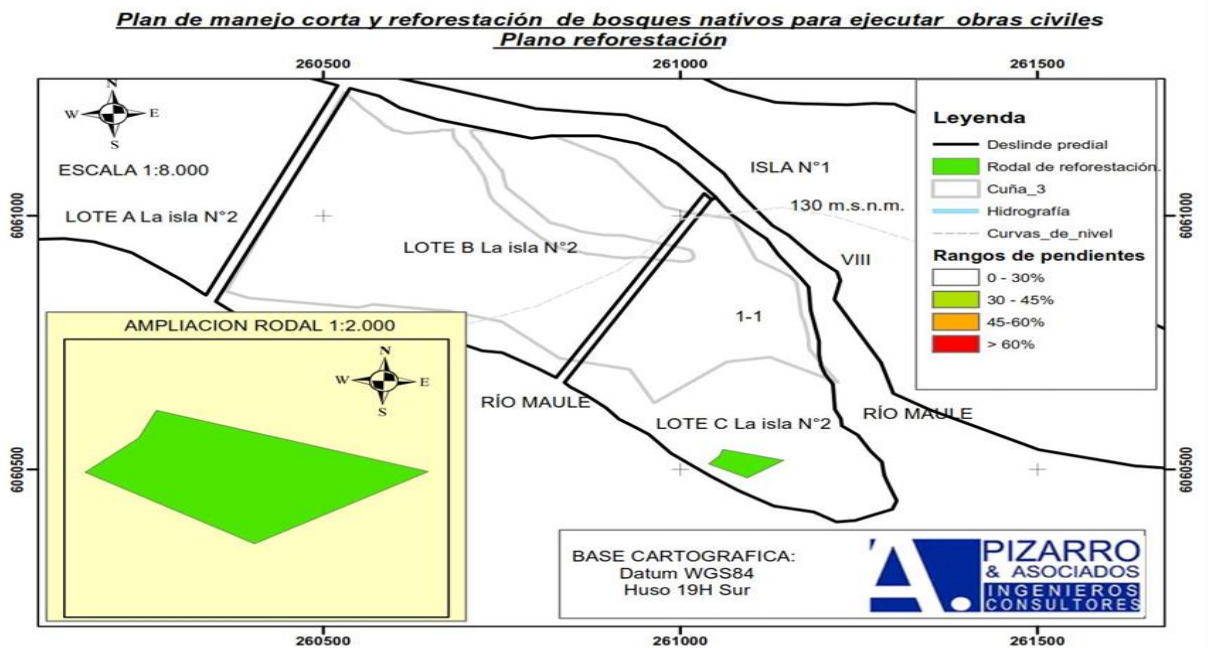 Plan de manejo corta y reforestación de bosques nativos para ejecutar obras civiles
Plano reforestación
260500 261000 261500
N
W E
S
ESCALA 1:8.000
LOTE A La isla N°2
6061000
6060500
LOTE B La isla N°2
ISLA N°1
130 m.s.n.m.
VIII
1-1
RÍO MAULE
LOTE C La isla N°2
RÍO MAULE
Leyenda
Deslinde predial
Rodal de reforestación.
Cuña_3
Hidrografía
Curvas_de_nivel
Rangos de pendientes
0 - 30%
30 - 45%
45-60%
> 60%
6061000
6060500
AMPLIACION RODAL 1:2.000
N
W E
S
BASE CARTOGRAFICA:
Datum WGS84
Huso 19H Sur
A.
PIZARRO
& ASOCIADOS
INGENIEROS
CONSULTORES
260500 261000 261500